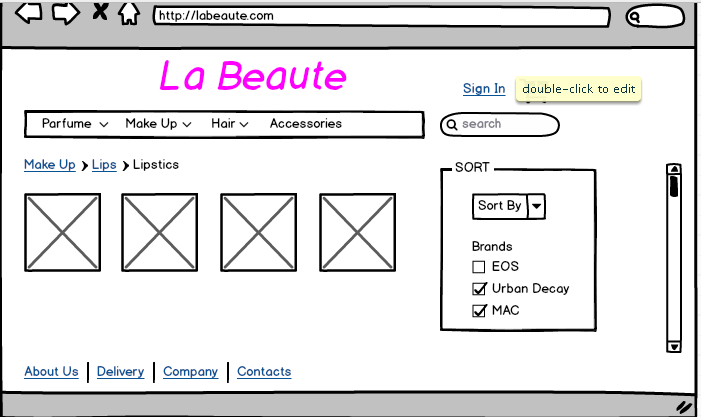 http://labeaute.com
La Beaute
Sign In
double-click to edit
Parfume Make Up Hair Accessories
search
Make Up Lips Lipstics
SORT
Sort By
Brands
EOS
Urban Decay
MAC
About Us Delivery Company Contacts